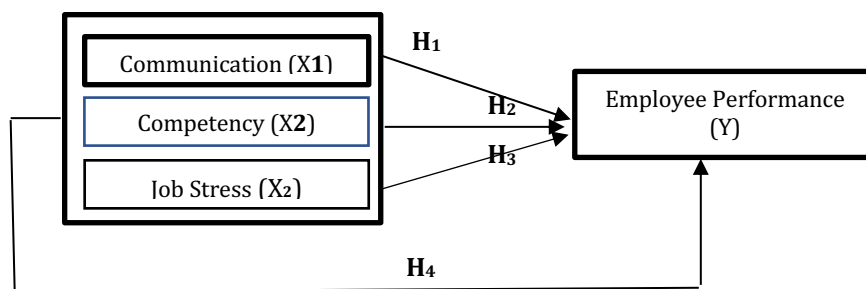 H₁
Communication (X1)
Employee Performance
(Y)
H₂
Competency (X2)
H₃
Job Stress (X₂)
H₄